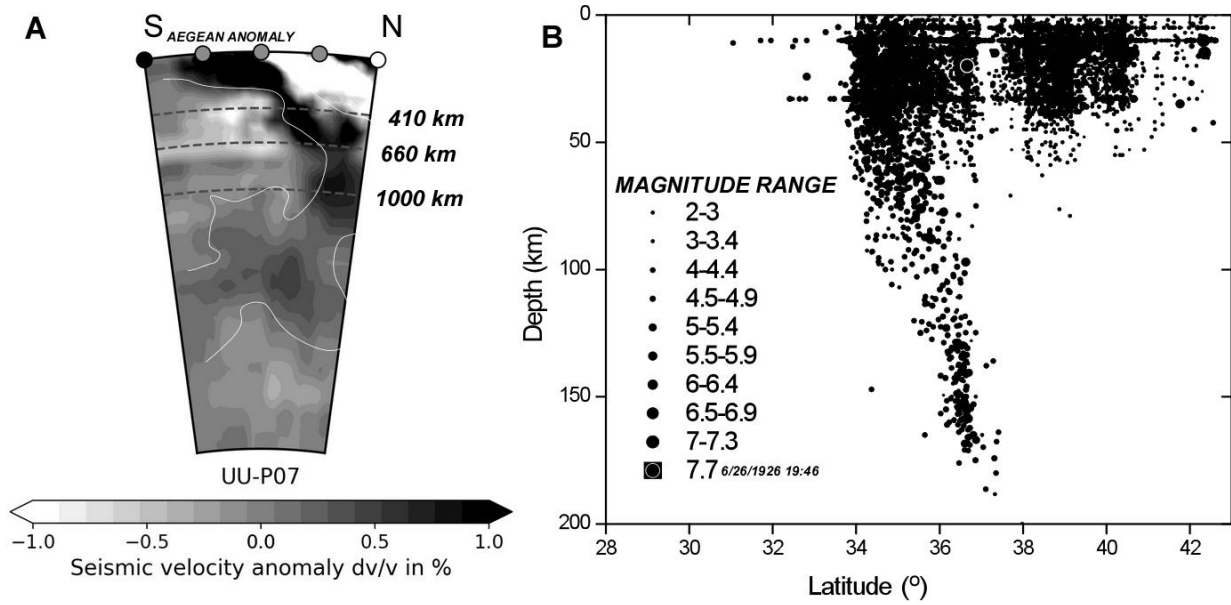 A
S
AEGEAN ANOMALY
N
410 km
660 km
1000 km
UU-P07
−1.0
−0.5
0.0
0.5
1.0
Seismic velocity anomaly dv/v in %
B
0
50
100
150
200
Depth (km)
MAGNITUDE RANGE
2-3
3-3.4
4-4.4
4.5-4.9
5-5.4
5.5-5.9
6-6.4
6.5-6.9
7-7.3
7.7 6/26/1926 19:46
28
30
32
34
36
38
40
42
Latitude (º)